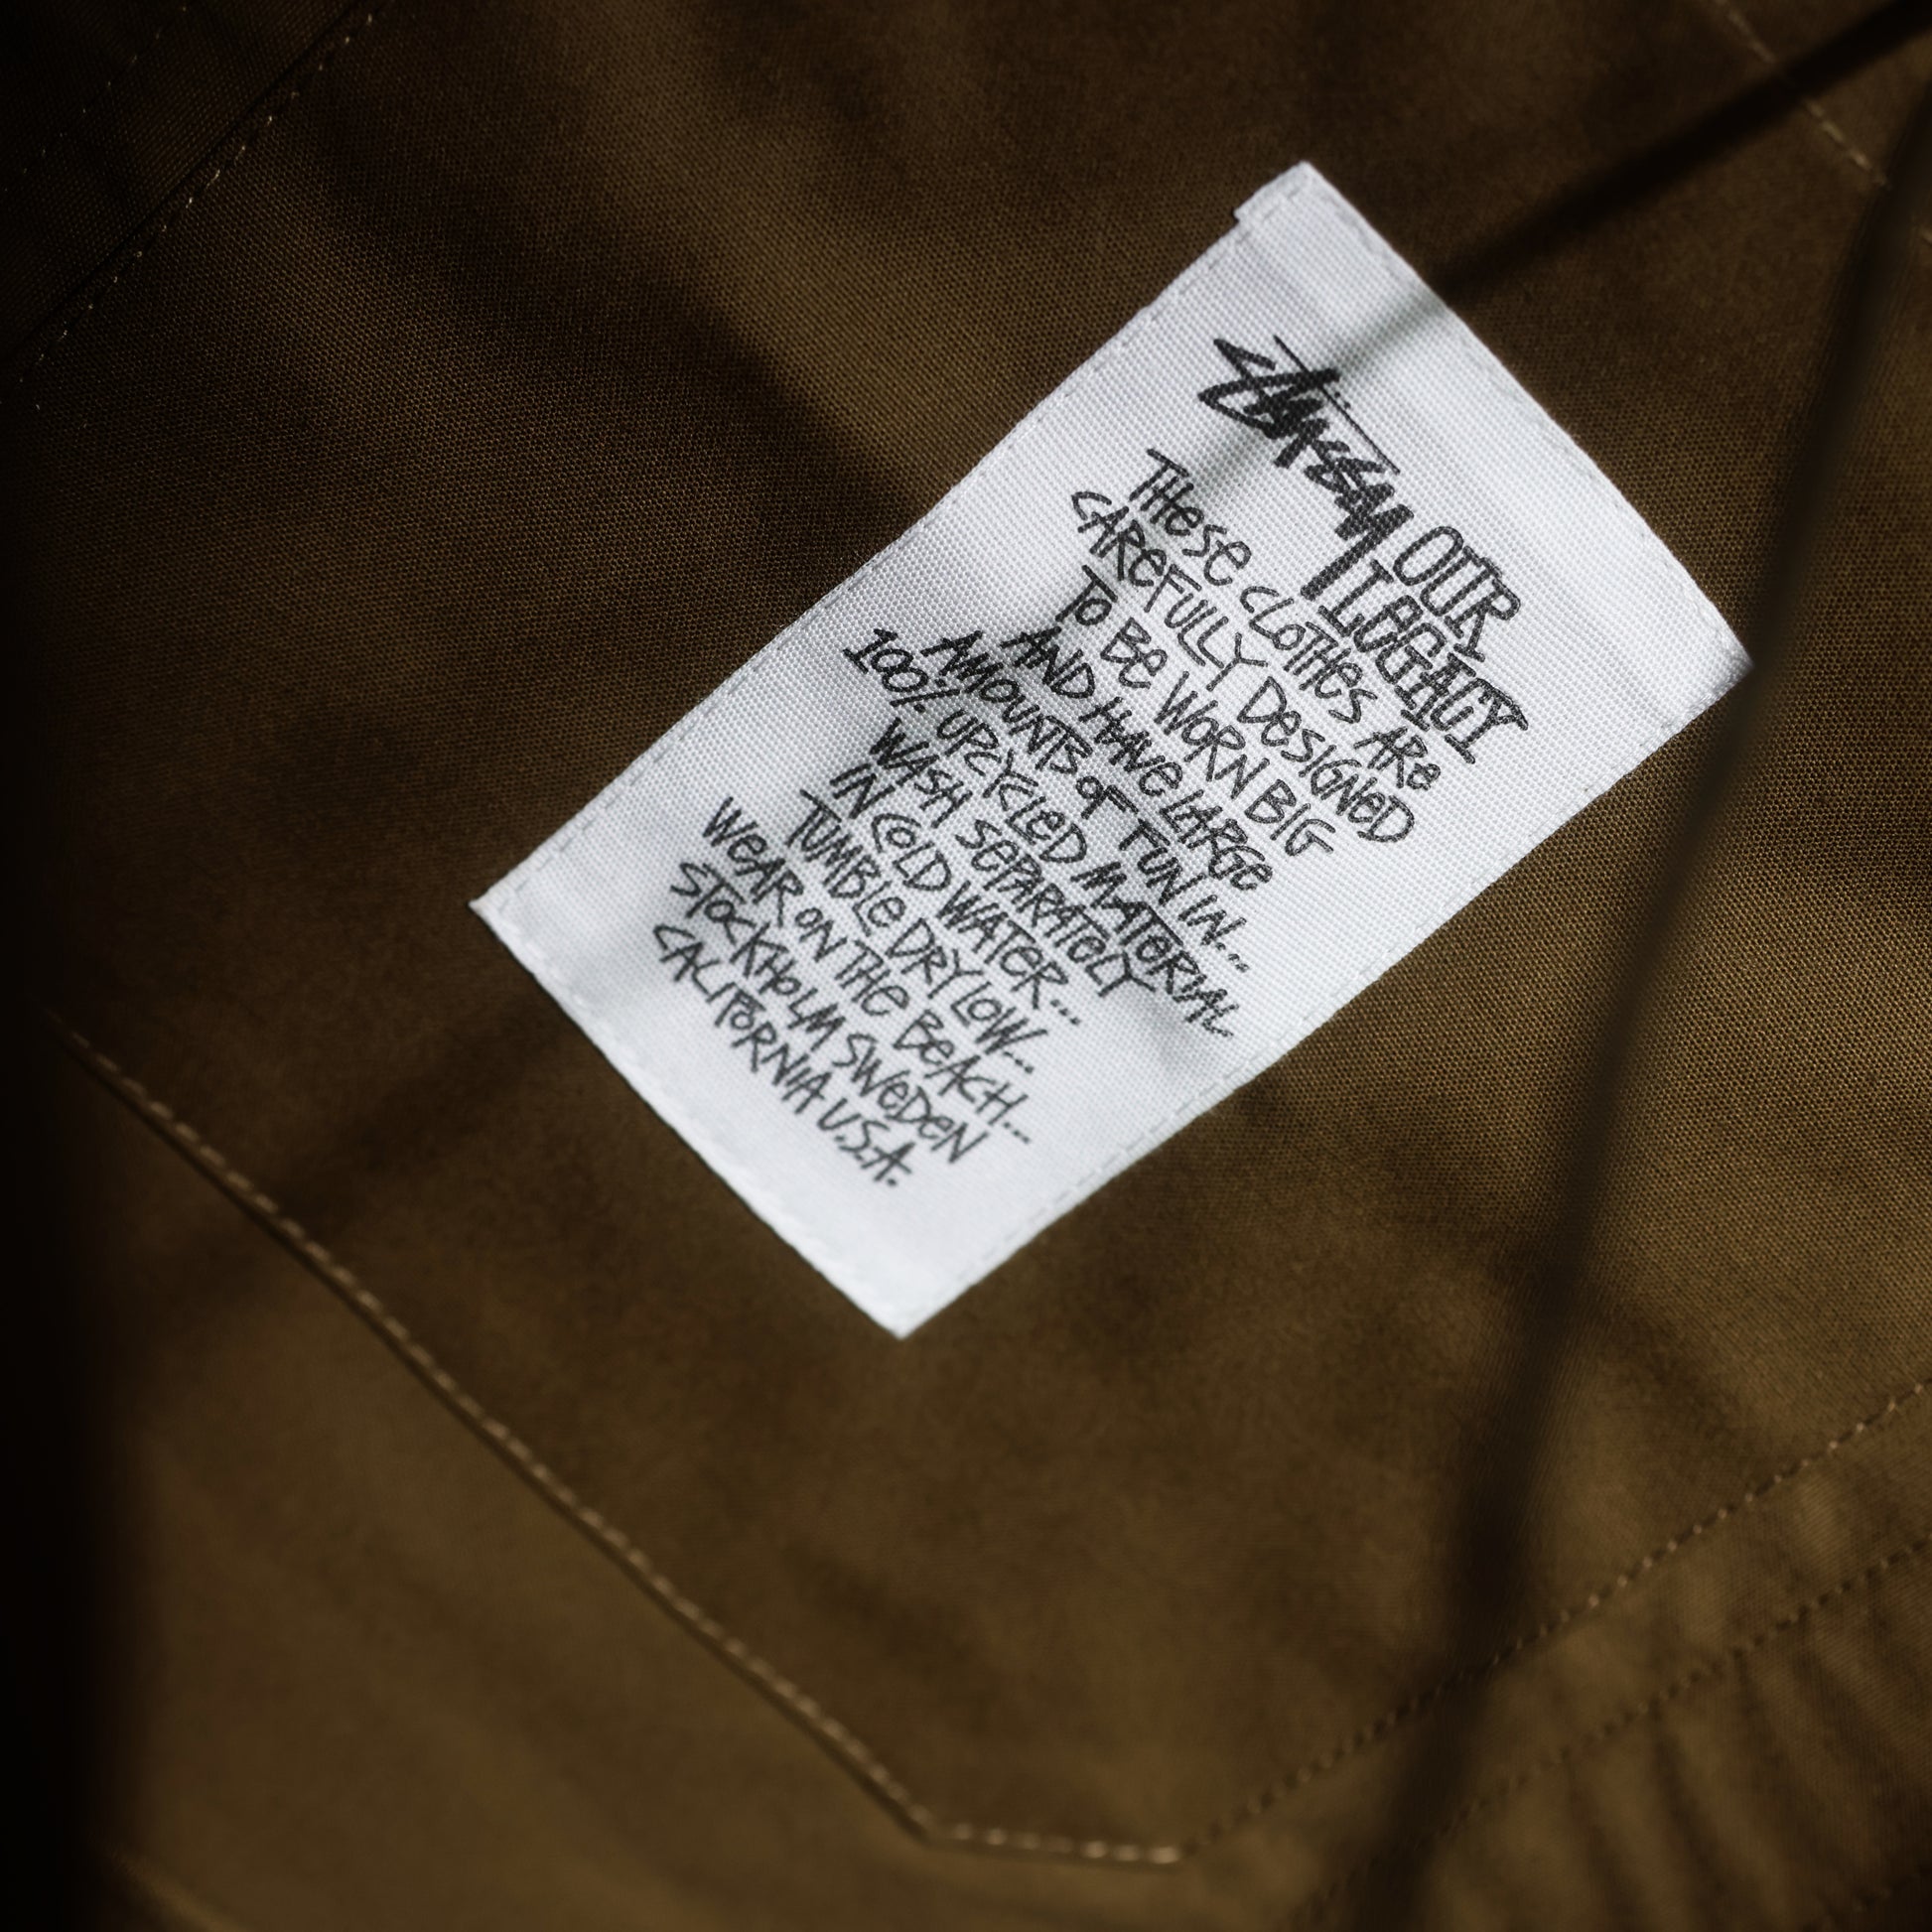 Stüssy OUR LEGACY
THESE CLOTHES ARE
CAREFULLY DESIGNED
TO BE WORN BIG
AND HAVE LARGE
AMOUNTS OF FUN IN...
100% UPCYCLED MATERIAL
WASH SEPARATELY
IN COLD WATER...
TUMBLE DRY LOW...
WEAR ON THE BEACH...
STOCKHOLM SWEDEN
CALIFORNIA U.S.A.